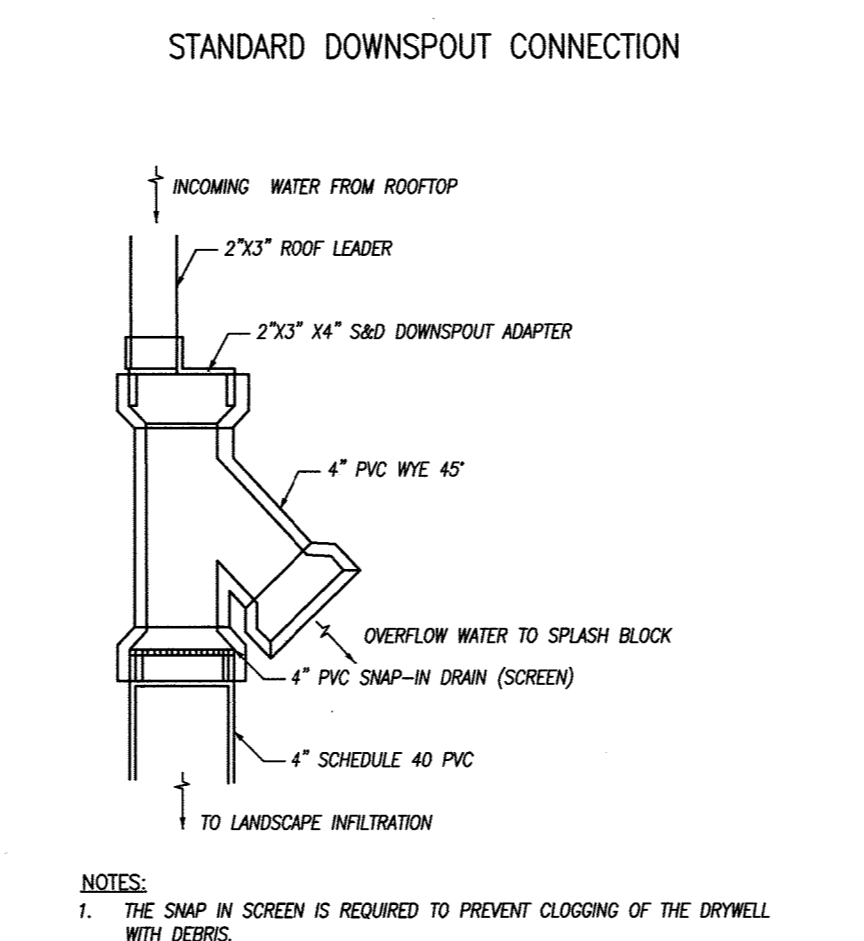 STANDARD DOWNSPOUT CONNECTION
INCOMING WATER FROM ROOFTOP
2"X3" ROOF LEADER
2"X3" X4" S&D DOWNSPOUT ADAPTER
4" PVC WYE 45°
OVERFLOW WATER TO SPLASH BLOCK
4" PVC SNAP-IN DRAIN (SCREEN)
4" SCHEDULE 40 PVC
TO LANDSCAPE INFILTRATION
NOTES:
1. THE SNAP IN SCREEN IS REQUIRED TO PREVENT CLOGGING OF THE DRYWELL
WITH DEBRIS.